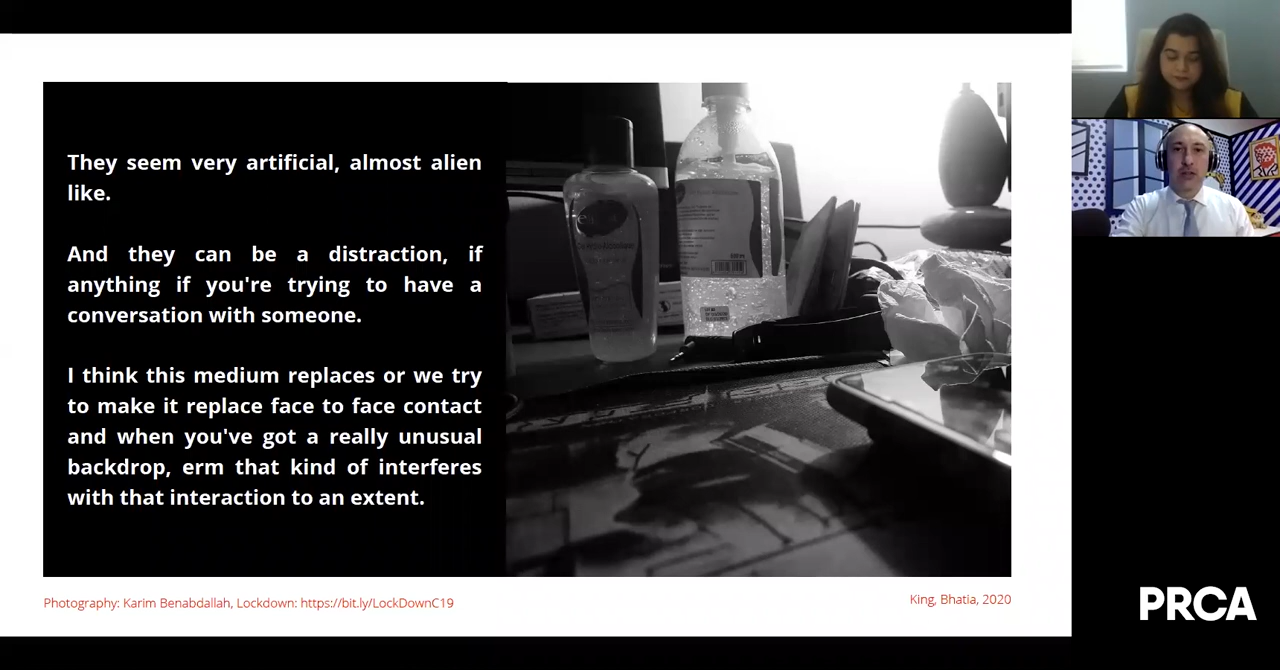 They seem very artificial, almost alien
like.
And they can be a distraction, if
anything if you're trying to have a
conversation with someone.
I think this medium replaces or we try
to make it replace face to face contact
and when you've got a really unusual
backdrop, erm that kind of interferes
with that interaction to an extent.
Photography: Karim Benabdallah, Lockdown: https://bit.ly/LockDownC19
King, Bhatia, 2020
PRCA